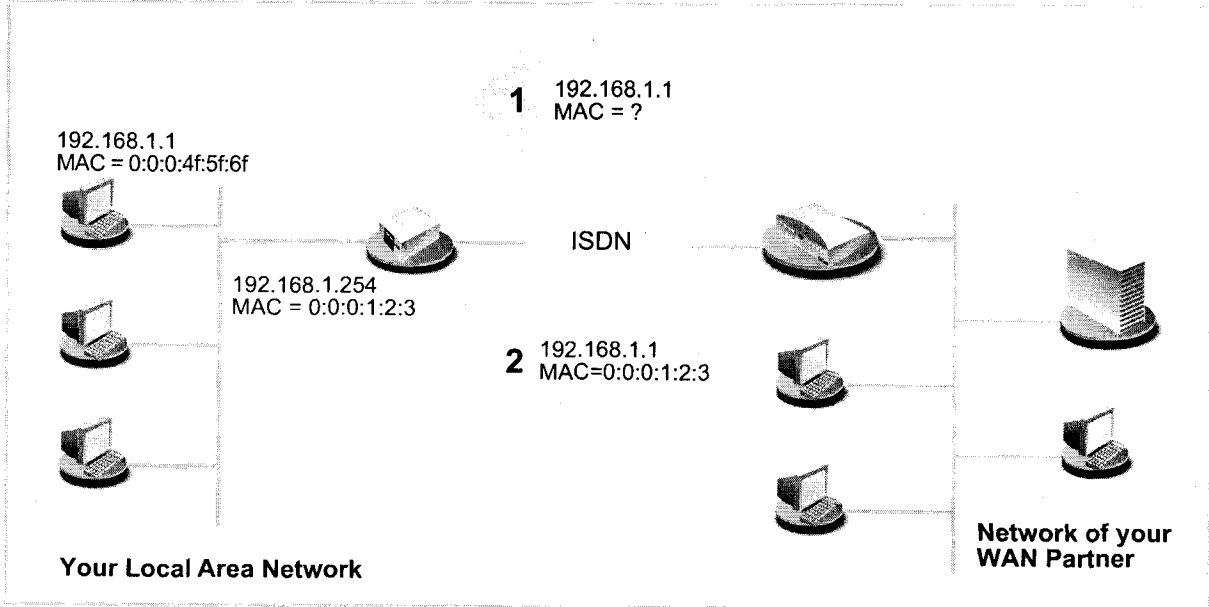 1
192.168.1.1
MAC = ?
192.168.1.1
MAC = 0:0:0:4f:5f:6f
ISDN
192.168.1.254
MAC = 0:0:0:1:2:3
2
192.168.1.1
MAC=0:0:0:1:2:3
Your Local Area Network
Network of your
WAN Partner